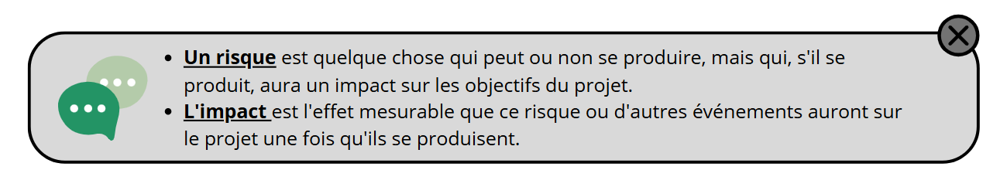 • Un risque est quelque chose qui peut ou non se produire, mais qui, s'il se
produit, aura un impact sur les objectifs du projet.
• L'impact est l'effet mesurable que ce risque ou d'autres événements auront sur
le projet une fois qu'ils se produisent.